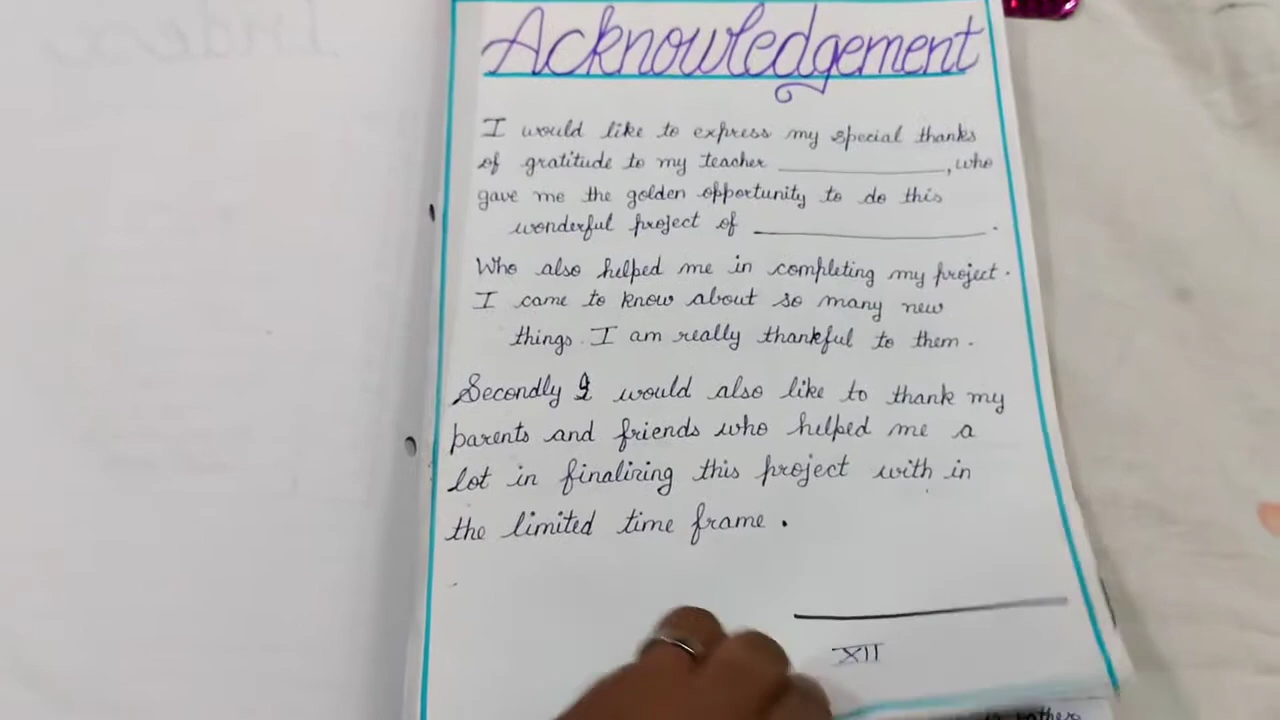 Index
Acknowledgement
I would like to express my special thanks
of gratitude to my teacher ____________, who
gave me the golden opportunity to do this
wonderful project of ________________.
Who also helped me in completing my project.
I came to know about so many new
things. I am really thankful to them.
Secondly I would also like to thank my
parents and friends who helped me a
lot in finalizing this project with in
the limited time frame.
XII